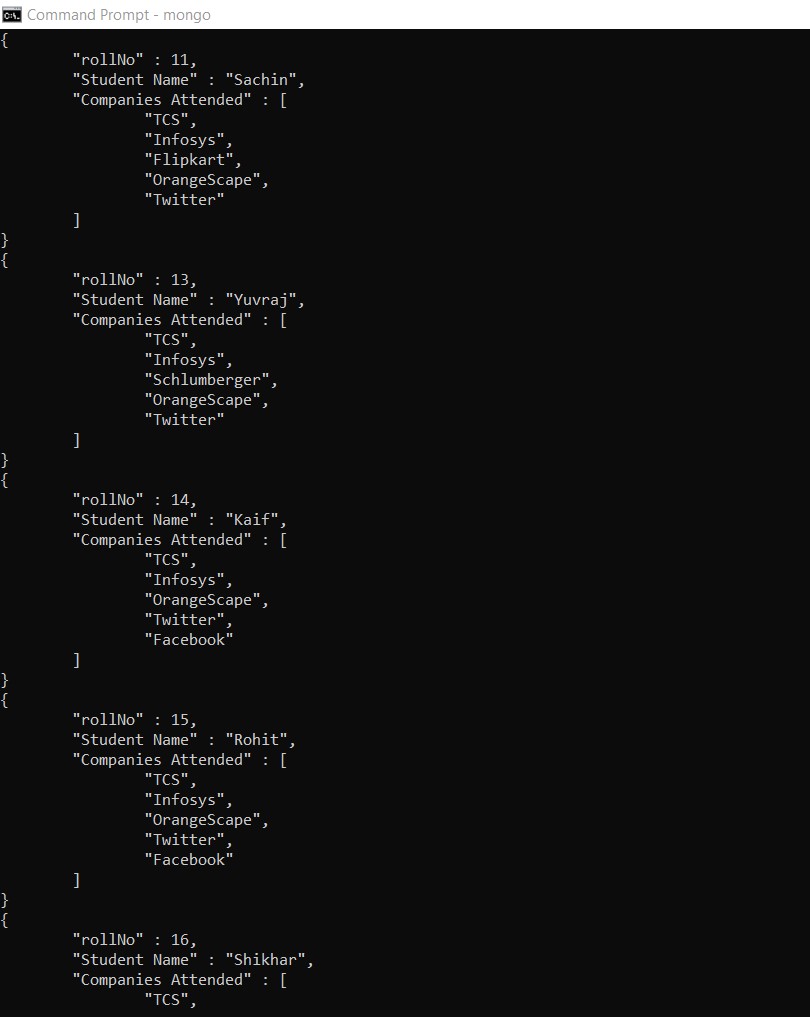 Command Prompt - mongo
{
"rollNo" : 11,
"Student Name" : "Sachin",
"Companies Attended" : [
"TCS",
"Infosys",
"Flipkart",
"OrangeScape",
"Twitter"
]
}
{
"rollNo" : 13,
"Student Name" : "Yuvraj",
"Companies Attended" : [
"TCS",
"Infosys",
"Schlumberger",
"OrangeScape",
"Twitter"
]
}
{
"rollNo" : 14,
"Student Name" : "Kaif",
"Companies Attended" : [
"TCS",
"Infosys",
"OrangeScape",
"Twitter",
"Facebook"
]
}
{
"rollNo" : 15,
"Student Name" : "Rohit",
"Companies Attended" : [
"TCS",
"Infosys",
"OrangeScape",
"Twitter",
"Facebook"
]
}
{
"rollNo" : 16,
"Student Name" : "Shikhar",
"Companies Attended" : [
"TCS",